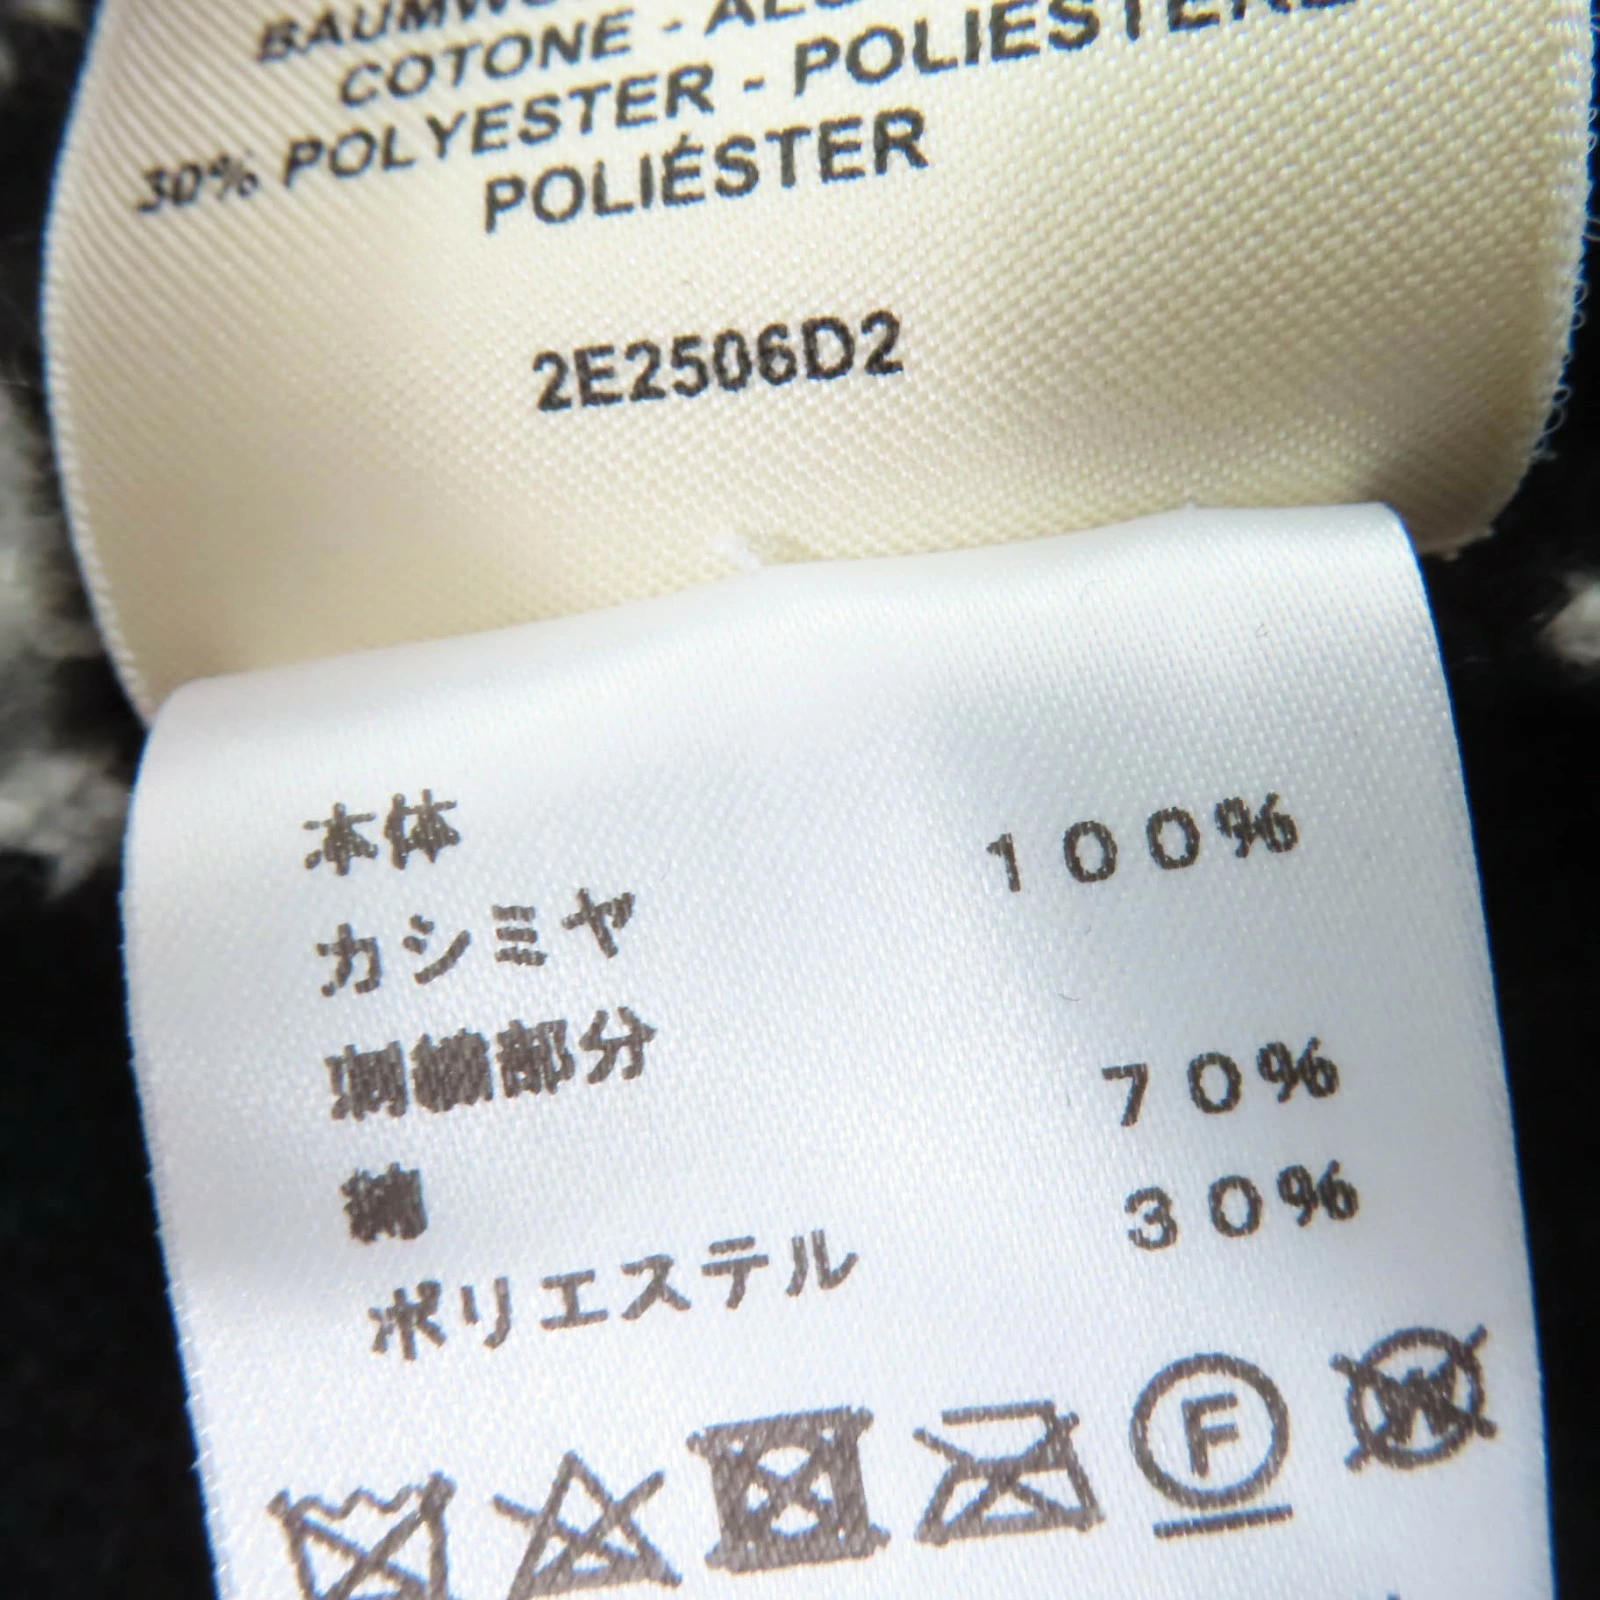 COTONE -
30% POLYESTER - POLIESTERE
POLIÉSTER
2E2506D2
本体
カシミヤ 100%
刺繍部分
綿 70%
ポリエステル 30%
F
W